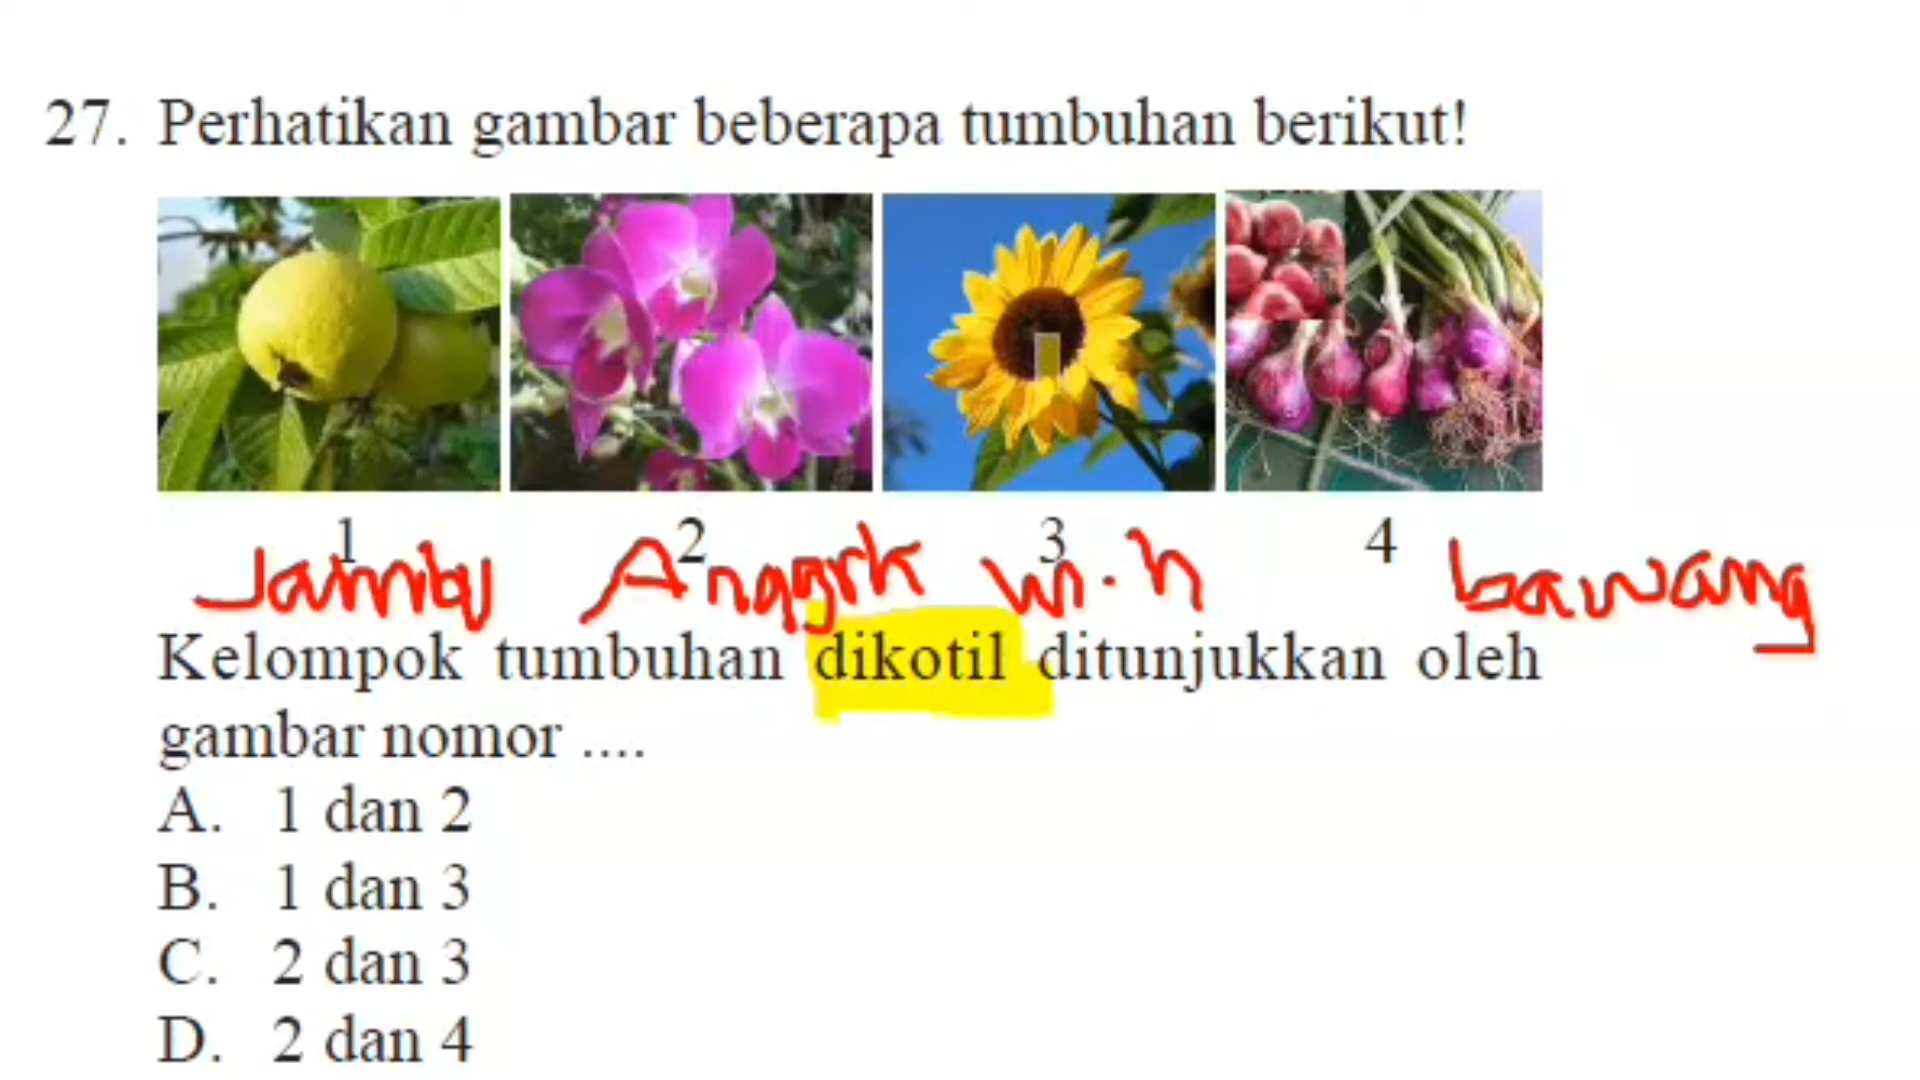 27. Perhatikan gambar beberapa tumbuhan berikut!
1 2 3 4
Jambu Anggrk m.h bawang
Kelompok tumbuhan dikotil ditunjukkan oleh
gambar nomor ....
A. 1 dan 2
B. 1 dan 3
C. 2 dan 3
D. 2 dan 4